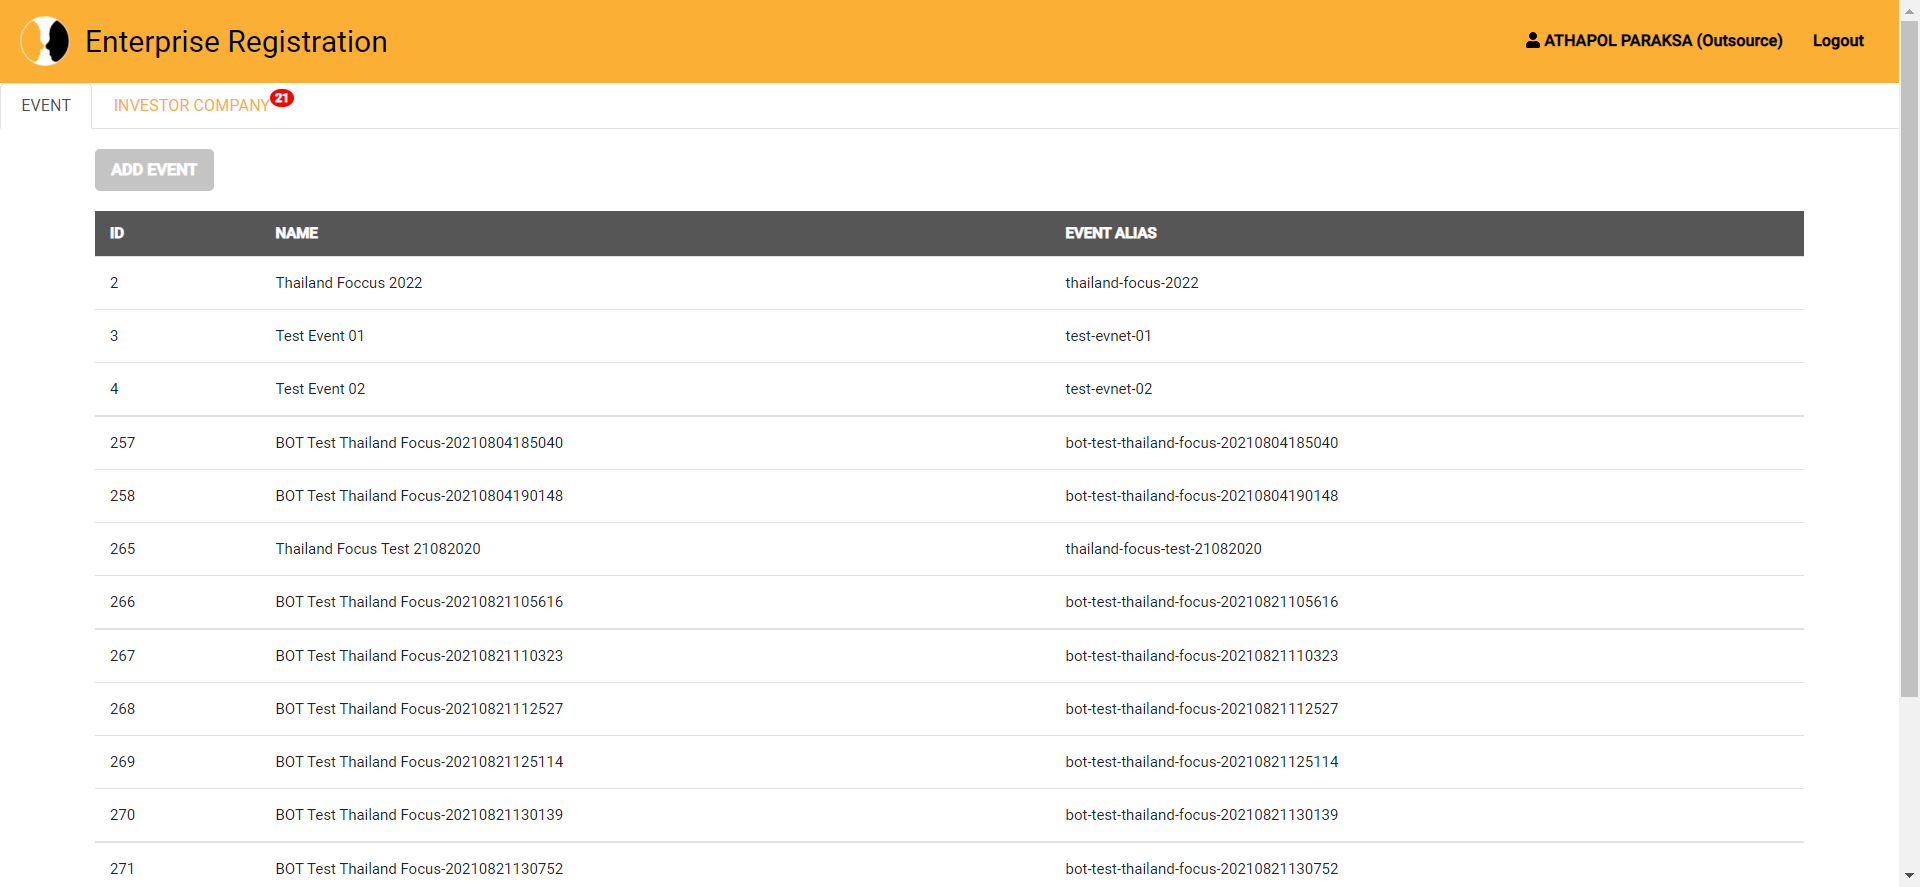 Enterprise Registration
ATHAPOL PARAKSA (Outsource) Logout
EVENT INVESTOR COMPANY 21
ADD EVENT
ID NAME EVENT ALIAS
2 Thailand Foccus 2022 thailand-focus-2022
3 Test Event 01 test-evnet-01
4 Test Event 02 test-evnet-02
257 BOT Test Thailand Focus-20210804185040 bot-test-thailand-focus-20210804185040
258 BOT Test Thailand Focus-20210804190148 bot-test-thailand-focus-20210804190148
265 Thailand Focus Test 21082020 thailand-focus-test-21082020
266 BOT Test Thailand Focus-20210821105616 bot-test-thailand-focus-20210821105616
267 BOT Test Thailand Focus-20210821110323 bot-test-thailand-focus-20210821110323
268 BOT Test Thailand Focus-20210821112527 bot-test-thailand-focus-20210821112527
269 BOT Test Thailand Focus-20210821125114 bot-test-thailand-focus-20210821125114
270 BOT Test Thailand Focus-20210821130139 bot-test-thailand-focus-20210821130139
271 BOT Test Thailand Focus-20210821130752 bot-test-thailand-focus-20210821130752